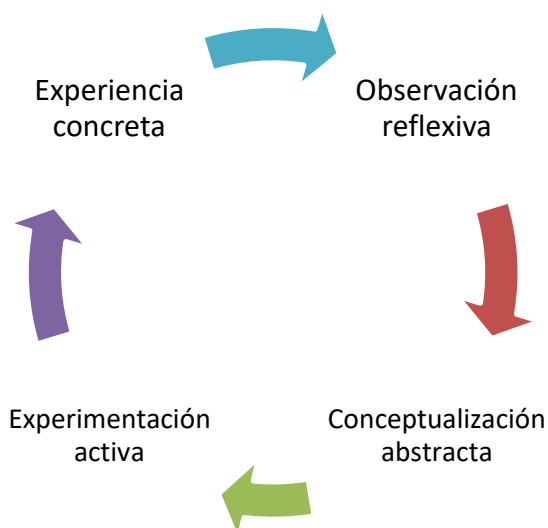 Experiencia
concreta
Observación
reflexiva
Experimentación
activa
Conceptualización
abstracta